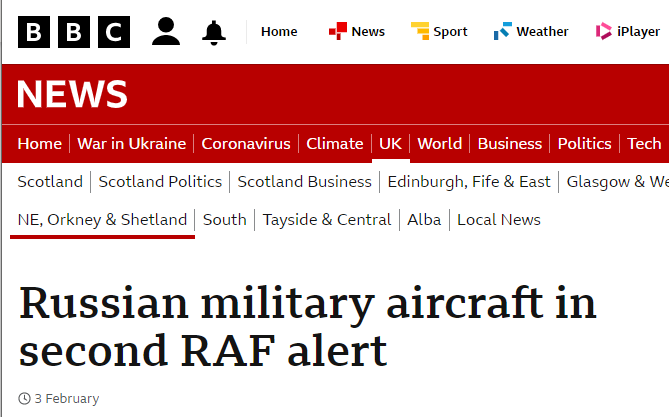 BBC Home News Sport Weather iPlayer
NEWS
Home War in Ukraine Coronavirus Climate UK World Business Politics Tech
Scotland Scotland Politics Scotland Business Edinburgh, Fife & East Glasgow &
NE, Orkney & Shetland South Tayside & Central Alba Local News
Russian military aircraft in
second RAF alert
3 February